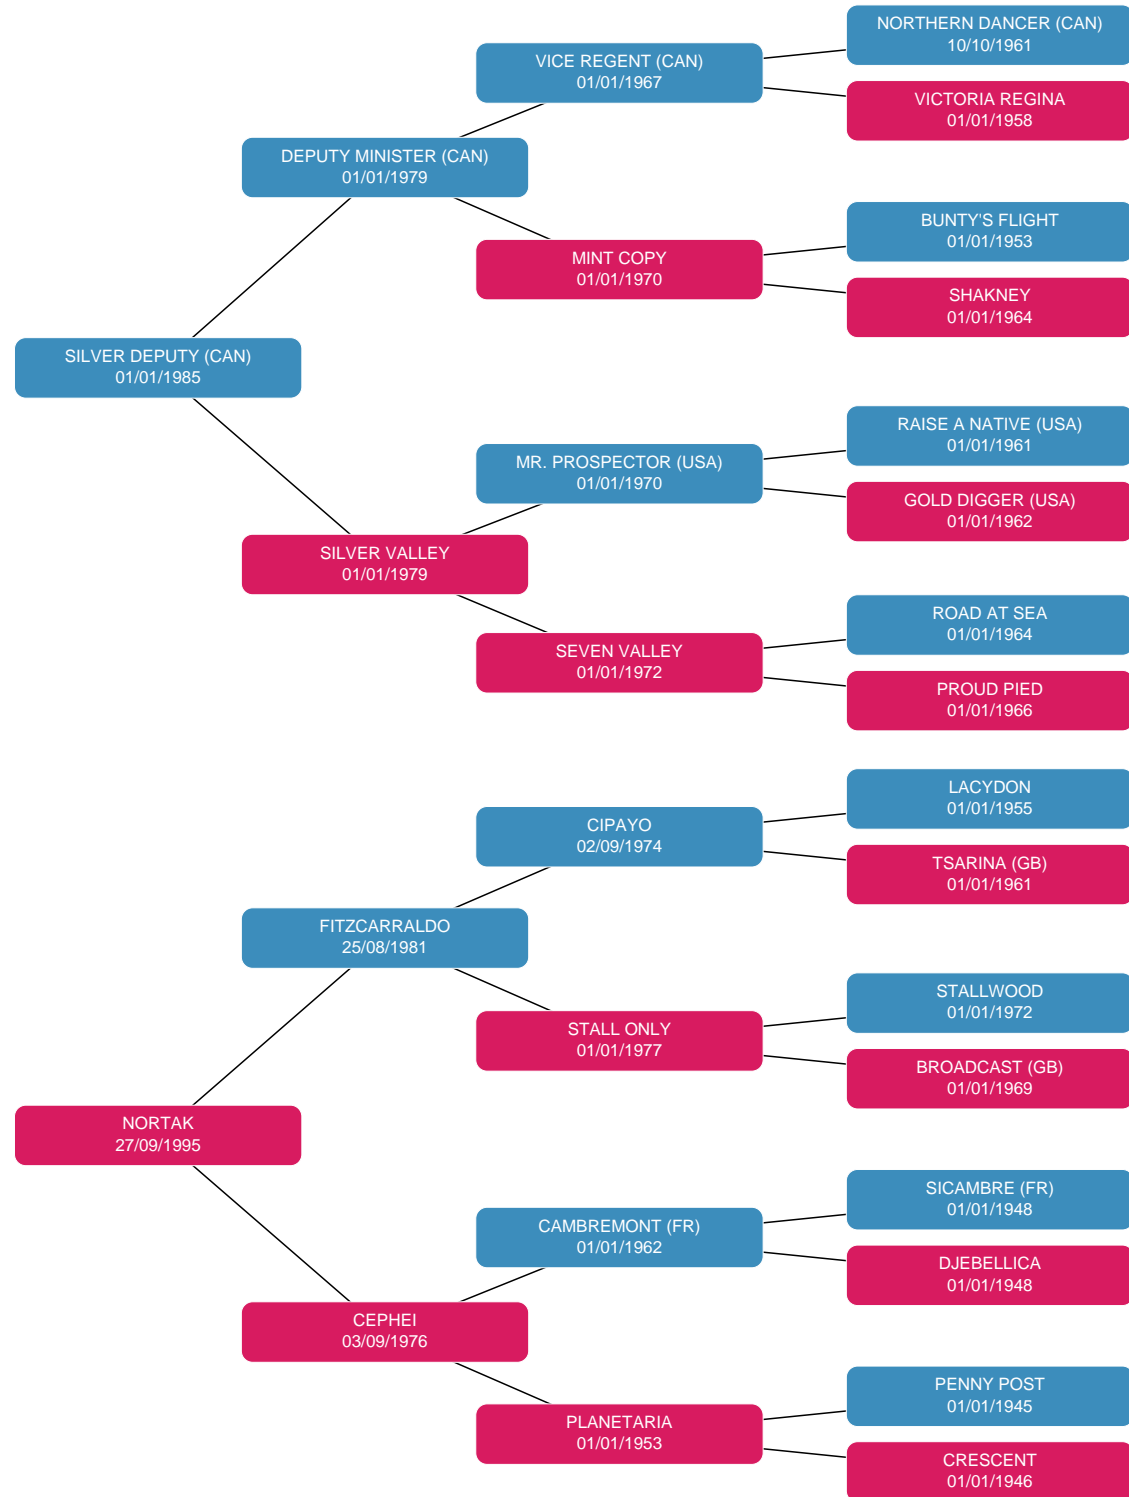 NORTHERN DANCER (CAN)
10/10/1961
VICE REGENT (CAN)
01/01/1967
VICTORIA REGINA
01/01/1958
DEPUTY MINISTER (CAN)
01/01/1979
BUNTY'S FLIGHT
01/01/1953
MINT COPY
01/01/1970
SHAKNEY
01/01/1964
SILVER DEPUTY (CAN)
01/01/1985
RAISE A NATIVE (USA)
01/01/1961
MR. PROSPECTOR (USA)
01/01/1970
GOLD DIGGER (USA)
01/01/1962
SILVER VALLEY
01/01/1979
ROAD AT SEA
01/01/1964
SEVEN VALLEY
01/01/1972
PROUD PIED
01/01/1966
LACYDON
01/01/1955
CIPAYO
02/09/1974
TSARINA (GB)
01/01/1961
FITZCARRALDO
25/08/1981
STALLWOOD
01/01/1972
STALL ONLY
01/01/1977
BROADCAST (GB)
01/01/1969
NORTAK
27/09/1995
SICAMBRE (FR)
01/01/1948
CAMBREMONT (FR)
01/01/1962
DJEBELLICA
01/01/1948
CEPHEI
03/09/1976
PENNY POST
01/01/1945
PLANETARIA
01/01/1953
CRESCENT
01/01/1946